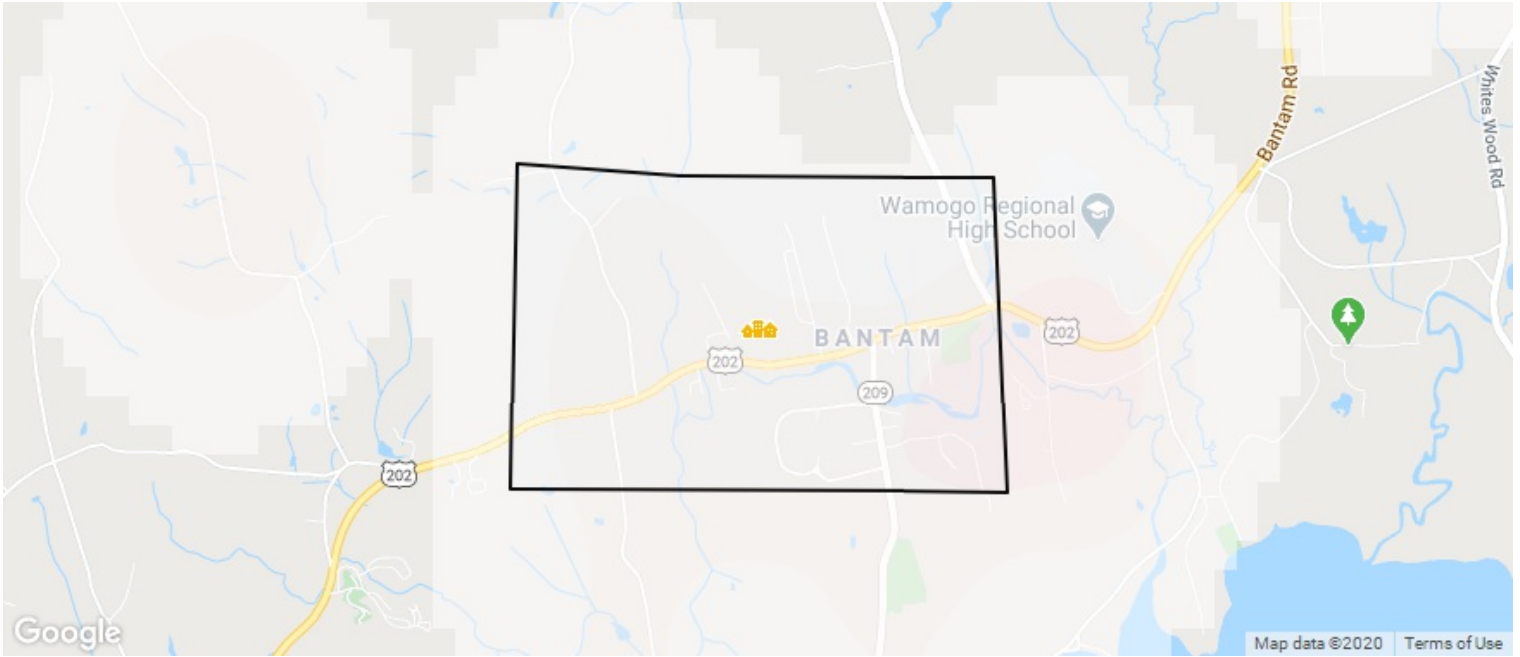 Bantam Rd
Whites Wood Rd
Wamogo Regional
High School
202
BANTAM
202
209
202
Google
Map data ©2020
Terms of Use